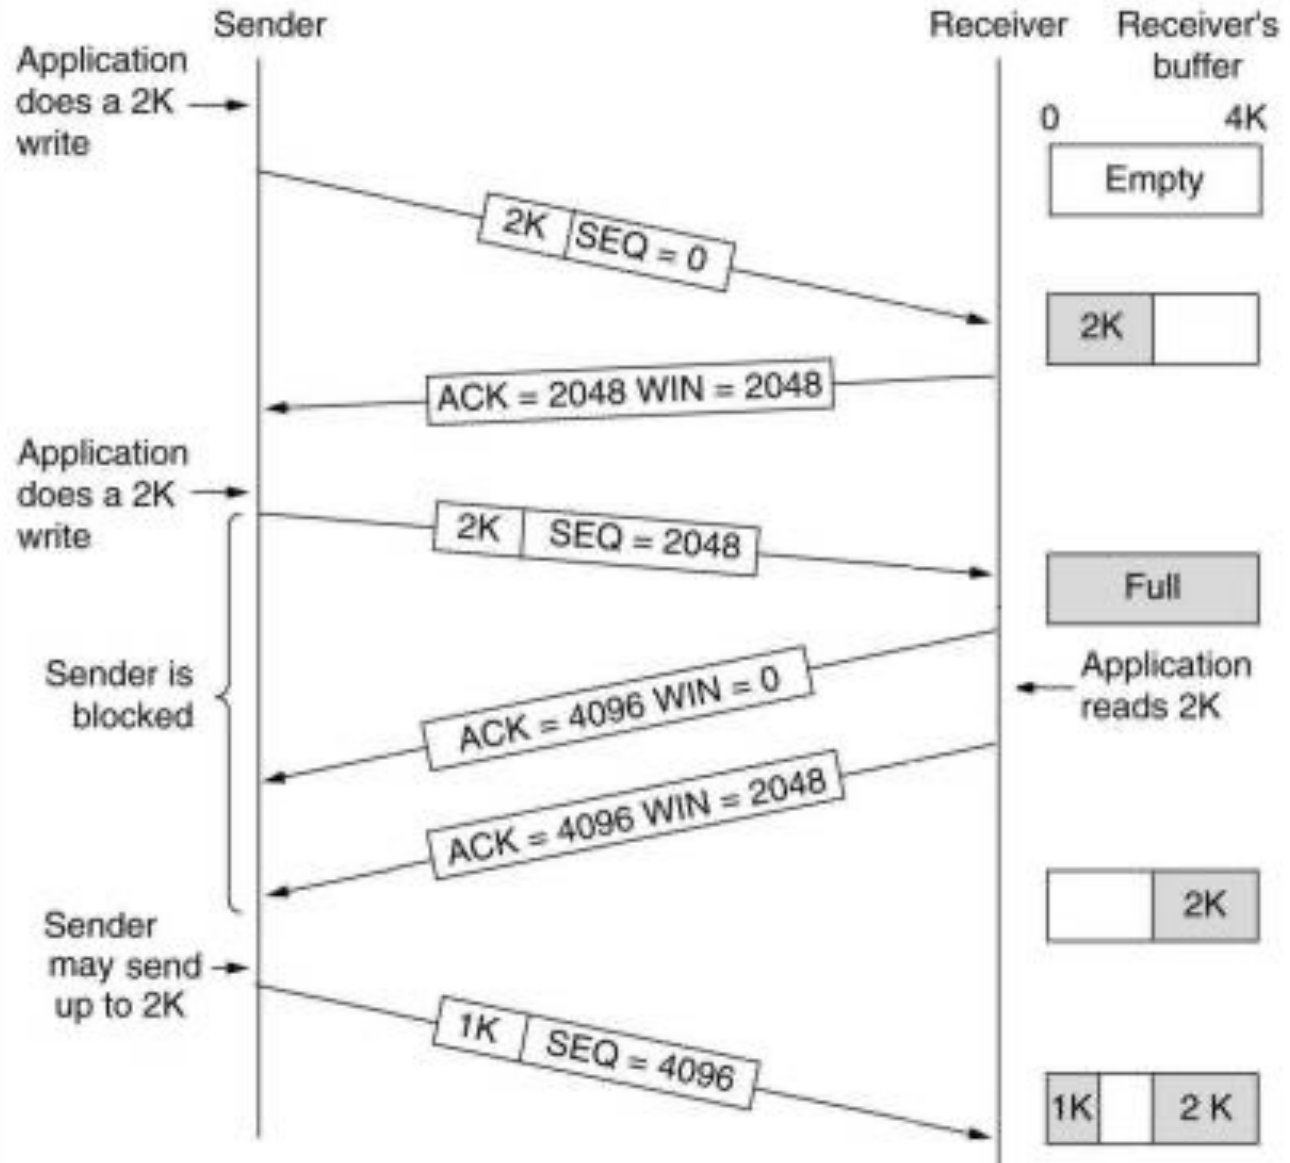 Sender
Receiver
Receiver's
buffer
Application
does a 2K
write
0
4K
Empty
2K
SEQ = 0
2K
ACK = 2048 WIN = 2048
Application
does a 2K
write
2K
SEQ = 2048
Full
Sender is
blocked
ACK = 4096 WIN = 0
Application
reads 2K
ACK = 4096 WIN = 2048
2K
Sender
may send
up to 2K
1K
SEQ = 4096
1K
2 K